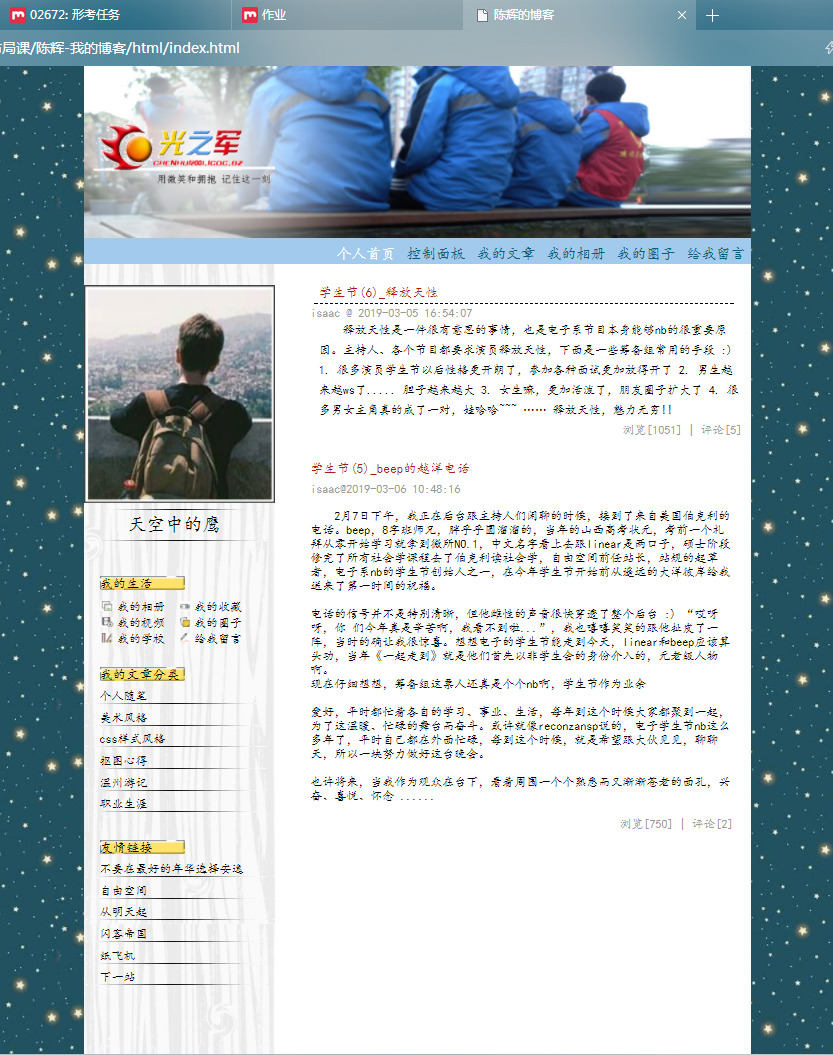 02672: 形考任务
作业
陈辉的博客
局课/陈辉-我的博客/html/index.html
光之军
用微笑和拥抱 记住这一刻
个人首页 控制面板 我的文章 我的相册 我的圈子 给我留言
天空中的鹰
我的生活
我的相册 我的收藏
我的视频 我的圈子
我的学校 给我留言
我的文章分类
个人随笔
美术风格
css样式风格
抠图心得
温州游记
职业生涯
友情链接
不要在最好的年华选择安逸
自由空间
从明天起
闪客帝国
纸飞机
下一站
学生节(6)_释放天性
isaac @ 2019-03-05 16:54:07
释放天性是一件很有意思的事情，也是电子系节目本身能够nb的很重要原
因。主持人、各个节目都要求演员释放天性，下面是一些筹备组常用的手段 :)
1. 很多演员学生节以后性格更开朗了，参加各种面试更加放得开了 2. 男生越
来越ws了..... 胆子越来越大 3. 女生嘛，更加活泼了，朋友圈子扩大了 4. 很
多男女主角真的成了一对，娃哈哈~~~ …… 释放天性，魅力无穷!!
浏览[1051] | 评论[5]
学生节(5)_beep的越洋电话
isaac@2019-03-06 10:48:16
2月7日下午，我正在后台跟主持人们闲聊的时候，接到了来自美国伯克利的
电话。beep，8字班师兄，胖乎乎圆溜溜的，当年的山西高考状元，考前一个礼
拜从零开始学习就拿到微所NO.1，中文名字看上去跟linear是两口子，硕士阶段
修完了所有社会学课程去了伯克利读社会学，自由空间前任站长，站规的起草
者，电子系nb的学生节创始人之一，在今年学生节开始前从遥远的大洋彼岸给我
送来了第一时间的祝福。
电话的信号并不是特别清晰，但他雌性的声音很快穿透了整个后台 :) “哎呀
呀，你 们今年真是辛苦啊，我看不到啦...”，我也嘻嘻笑笑的跟他扯皮了一
阵，当时的确让我很惊喜。想想电子的学生节能走到今天，linear和beep应该算
头功，当年《一起走到》就是他们首先以非学生会的身份介入的，元老级人物
啊。
现在仔细想想，筹备组这票人还真是个个nb啊，学生节作为业余
爱好，平时都忙着各自的学习、事业、生活，每年到这个时候大家都聚到一起，
为了这温暖、忙碌的舞台而奋斗。或许就像reconzansp说的，电子学生节nb这么
多年了，平时自己都在外面忙碌，每到这个时候，就是希望跟大伙见见，聊聊
天，所以一块努力做好这台晚会。
也许将来，当我作为观众在台下，看着周围一个个熟悉而又渐渐苍老的面孔，兴
奋、喜悦、怀念 ......
浏览[750] | 评论[2]